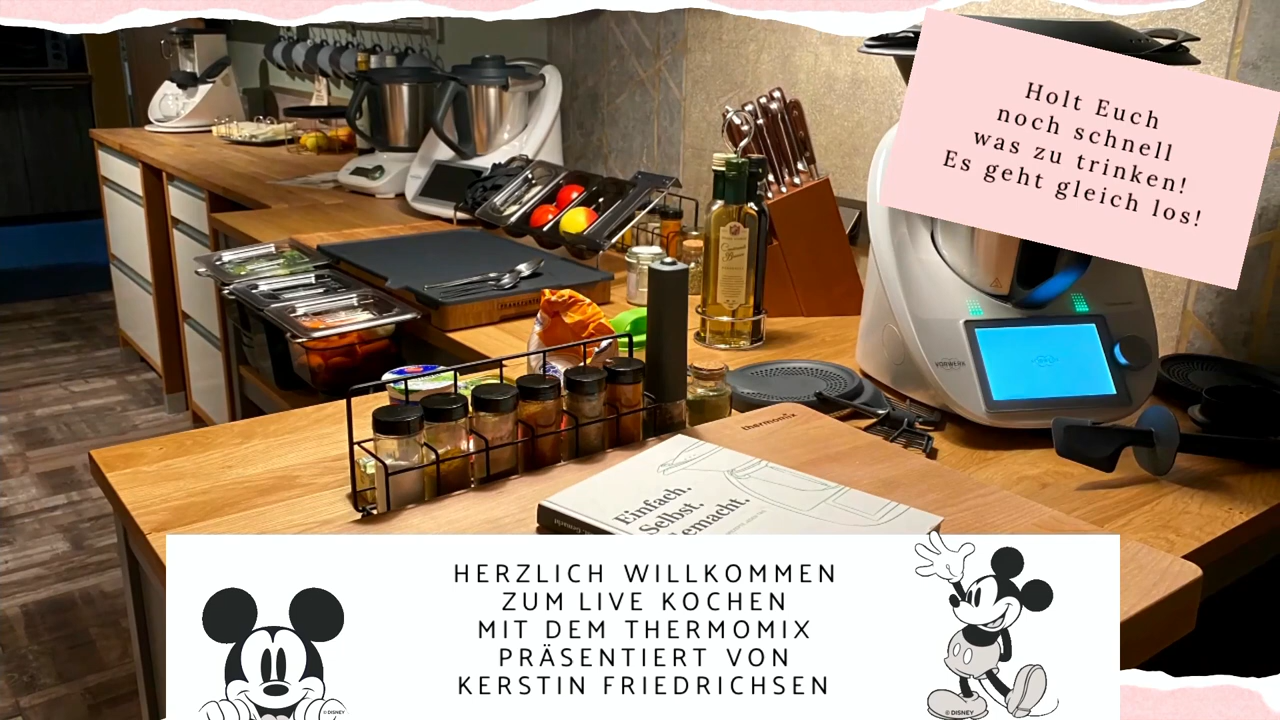 Holt Euch
noch schnell
was zu trinken!
Es geht gleich los!
VORWERK
thermomix
Einfach.
Selbst.
emacht.
HERZLICH WILLKOMMEN
ZUM LIVE KOCHEN
MIT DEM THERMOMIX
PRÄSENTIERT VON
KERSTIN FRIEDRICHSEN
© DISNEY
© DISNEY